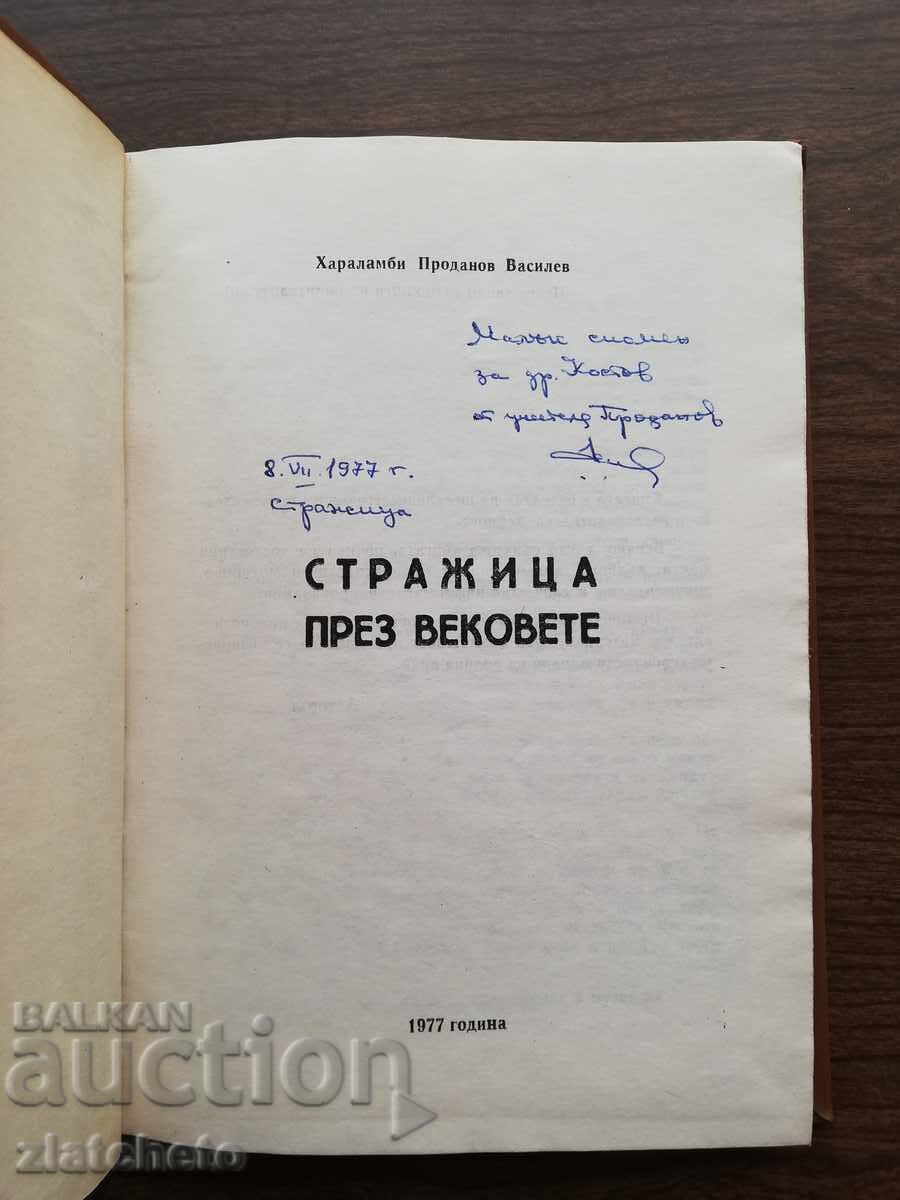 Хараламби Проданов Василев
Малък спомен
за др. Костов
от учителя Проданов
8.VII.1977 г.
Стражица
СТРАЖИЦА
ПРЕЗ ВЕКОВЕТЕ
1977 година
BALKAN
auction
zlatcheto